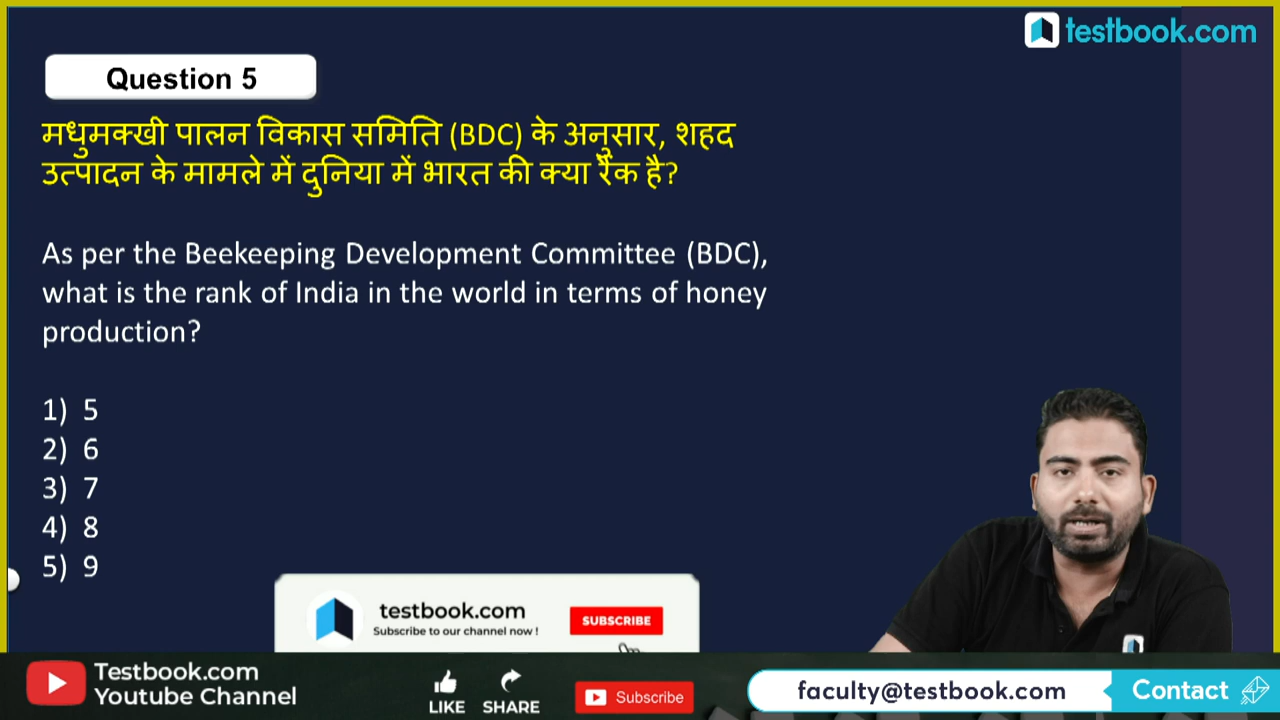 testbook.com
Question 5
मधुमक्खी पालन विकास समिति (BDC) के अनुसार, शहद
उत्पादन के मामले में दुनिया में भारत की क्या रैंक है?
As per the Beekeeping Development Committee (BDC),
what is the rank of India in the world in terms of honey
production?
1) 5
2) 6
3) 7
4) 8
5) 9
testbook.com
Subscribe to our channel now !
SUBSCRIBE
Testbook.com
Youtube Channel
LIKE
SHARE
Subscribe
faculty@testbook.com
Contact